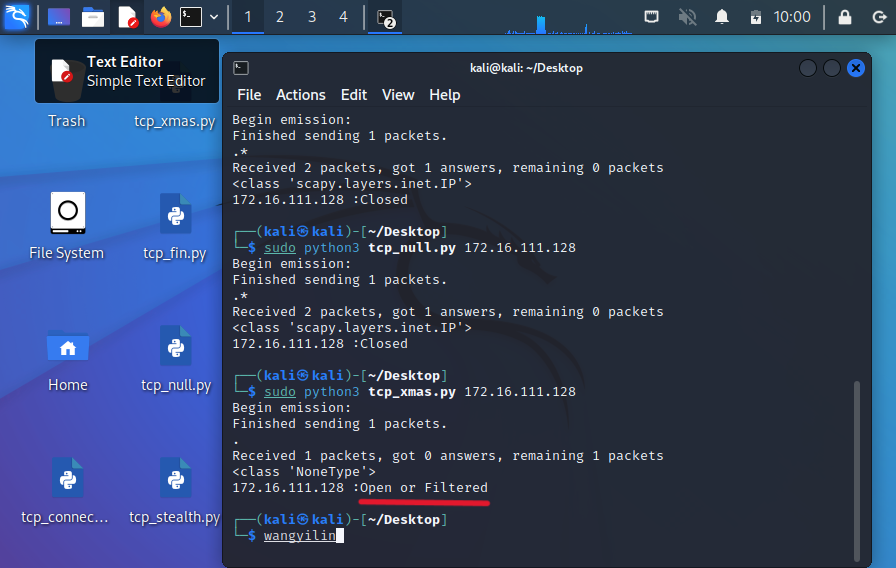 1 2 3 4 2 10:00
Text Editor
Simple Text Editor
Trash
tcp_xmas.py
File System
tcp_fin.py
Home
tcp_null.py
tcp_connec...
tcp_stealth.py
kali@kali: ~/Desktop
File Actions Edit View Help
Begin emission:
Finished sending 1 packets.
.*
Received 2 packets, got 1 answers, remaining 0 packets
<class 'scapy.layers.inet.IP'>
172.16.111.128 :Closed
┌──(kali㉿kali)-[~/Desktop]
└─$ sudo python3 tcp_null.py 172.16.111.128
Begin emission:
Finished sending 1 packets.
.*
Received 2 packets, got 1 answers, remaining 0 packets
<class 'scapy.layers.inet.IP'>
172.16.111.128 :Closed
┌──(kali㉿kali)-[~/Desktop]
└─$ sudo python3 tcp_xmas.py 172.16.111.128
Begin emission:
Finished sending 1 packets.
.
Received 1 packets, got 0 answers, remaining 1 packets
<class 'NoneType'>
172.16.111.128 :Open or Filtered
┌──(kali㉿kali)-[~/Desktop]
└─$ wangyilin